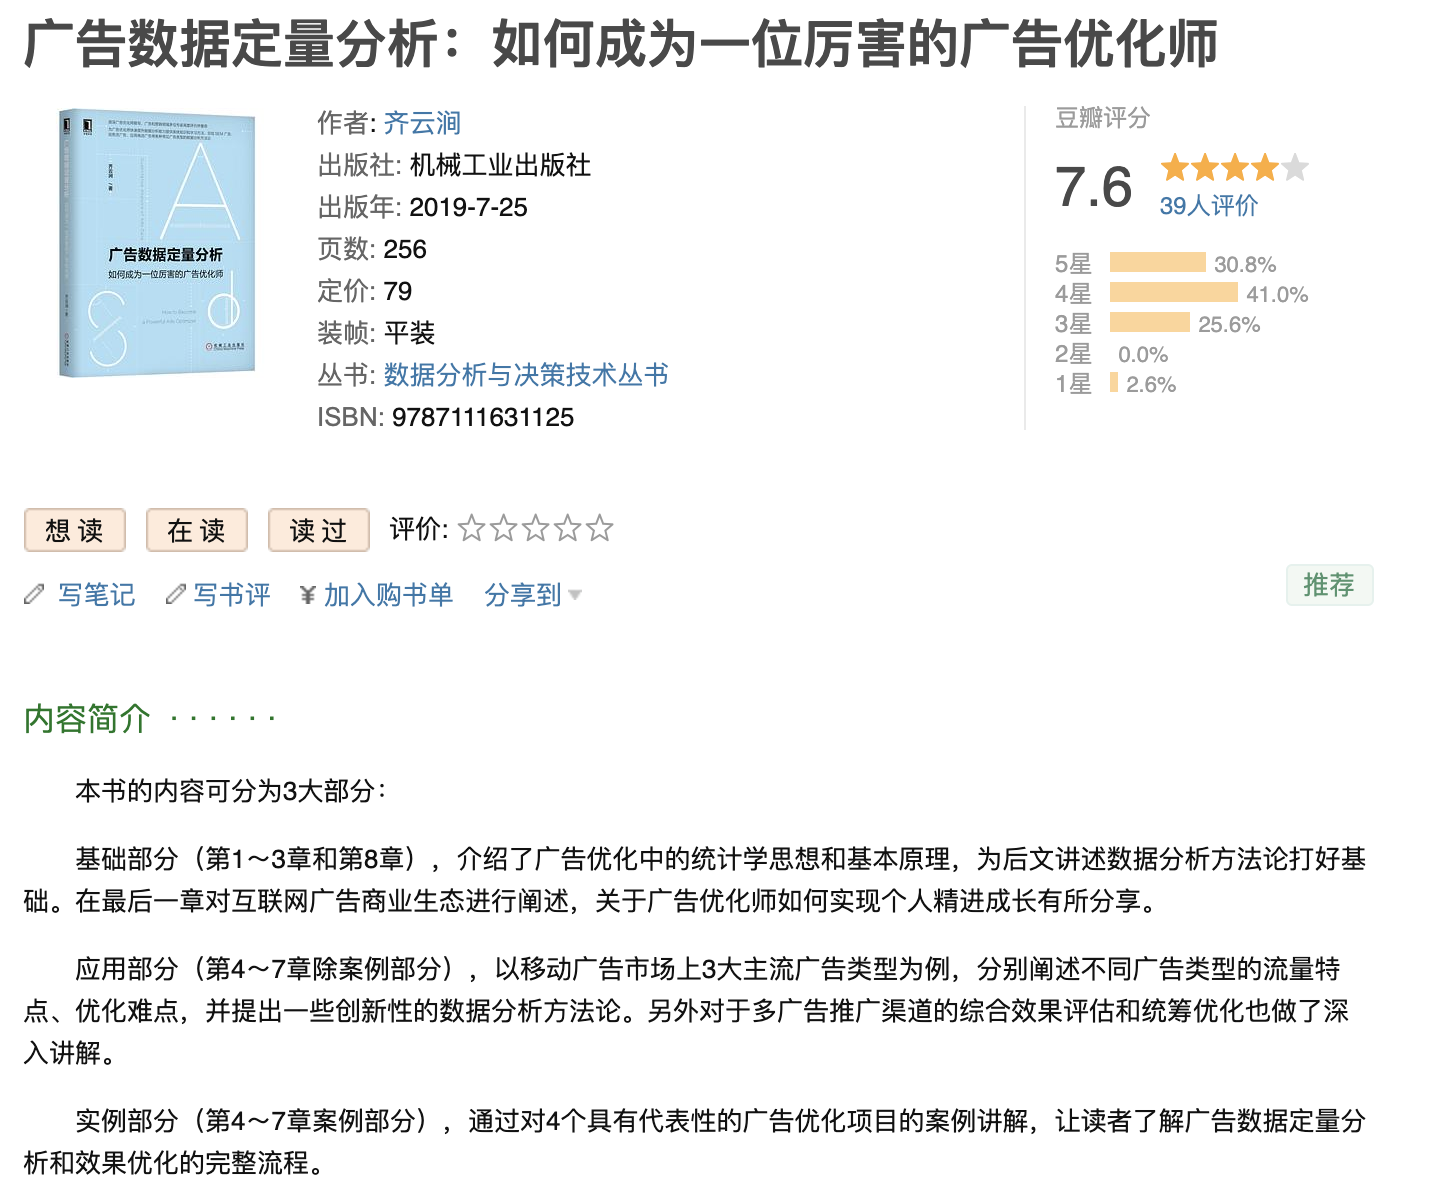 广告数据定量分析：如何成为一位厉害的广告优化师
齐云涧 / 著
广告数据定量分析
如何成为一位厉害的广告优化师
How to Become
a Powerful Ads Optimizer
机械工业出版社
作者: 齐云涧
出版社: 机械工业出版社
出版年: 2019-7-25
页数: 256
定价: 79
装帧: 平装
丛书: 数据分析与决策技术丛书
ISBN: 9787111631125
豆瓣评分
7.6
39人评价
5星 30.8%
4星 41.0%
3星 25.6%
2星 0.0%
1星 2.6%
想读 在读 读过 评价:
写笔记 写书评 ¥加入购书单 分享到
推荐
内容简介 · · · · · ·
本书的内容可分为3大部分：
基础部分（第1～3章和第8章），介绍了广告优化中的统计学思想和基本原理，为后文讲述数据分析方法论打好基
础。在最后一章对互联网广告商业生态进行阐述，关于广告优化师如何实现个人精进成长有所分享。
应用部分（第4～7章除案例部分），以移动广告市场上3大主流广告类型为例，分别阐述不同广告类型的流量特
点、优化难点，并提出一些创新性的数据分析方法论。另外对于多广告推广渠道的综合效果评估和统筹优化也做了深
入讲解。
实例部分（第4～7章案例部分），通过对4个具有代表性的广告优化项目的案例讲解，让读者了解广告数据定量分
析和效果优化的完整流程。